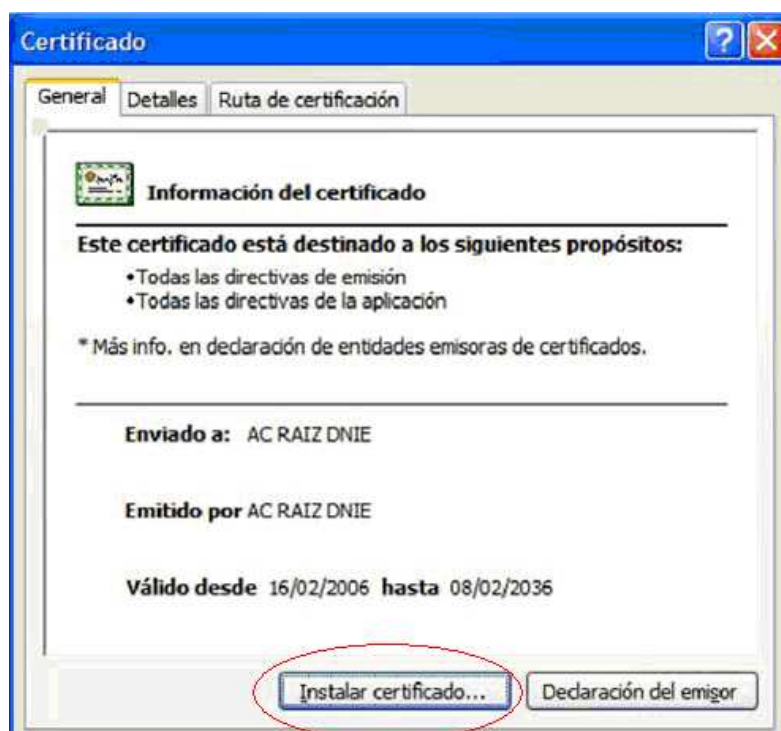 Certificado
General Detalles Ruta de certificación
Información del certificado
Este certificado está destinado a los siguientes propósitos:
•Todas las directivas de emisión
•Todas las directivas de la aplicación
* Más info. en declaración de entidades emisoras de certificados.
Enviado a: AC RAIZ DNIE
Emitido por AC RAIZ DNIE
Válido desde 16/02/2006 hasta 08/02/2036
Instalar certificado... Declaración del emisor